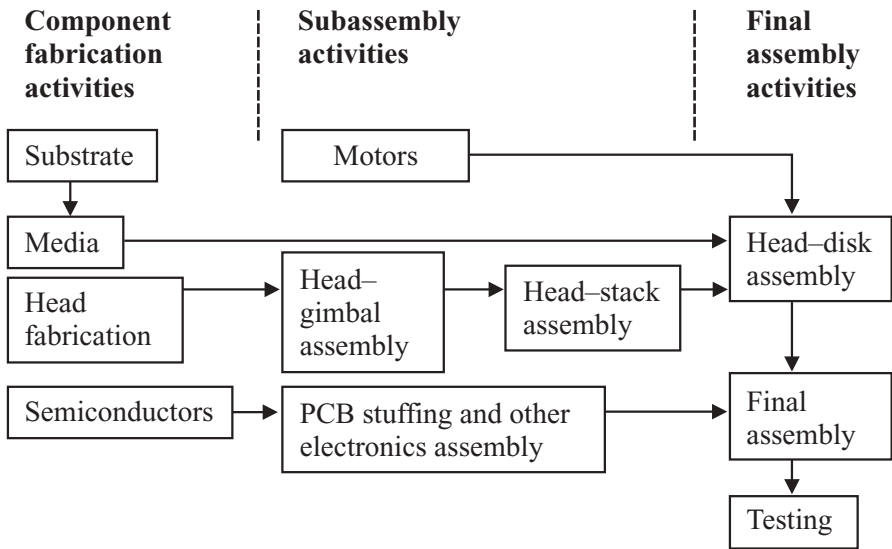 Component
fabrication
activities
Subassembly
activities
Final
assembly
activities
Substrate
Motors
Media
Head–disk
assembly
Head
fabrication
Head–
gimbal
assembly
Head–stack
assembly
Semiconductors
PCB stuffing and other
electronics assembly
Final
assembly
Testing